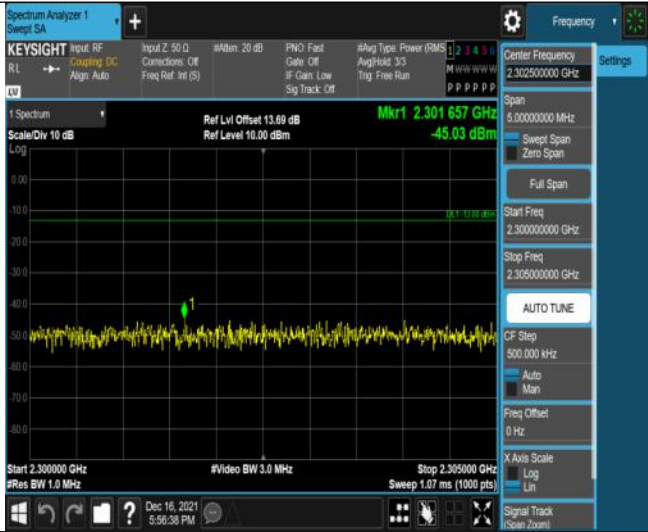 Spectrum Analyzer 1
Swept SA
+
Frequency
KEYSIGHT
Input: RF
Input Z: 50 Ω
#Atten: 20 dB
PNO: Fast
#Avg Type: Power (RMS
1 2 3 4 5 6
RL
Coupling: DC
Corrections: Off
Gate: Off
Avg|Hold: 3/3
M W W W W W
Align: Auto
Freq Ref: Int (S)
IF Gain: Low
Trig: Free Run
P P P P P P
Sig Track: Off
LV
1 Spectrum
Scale/Div 10 dB
Ref Lvl Offset 13.69 dB
Ref Level 10.00 dBm
Mkr1 2.301 657 GHz
-45.03 dBm
Log
0.00
-10.0
-20.0
-30.0
-40.0
-50.0
-60.0
-70.0
-80.0
1
Start 2.300000 GHz
#Video BW 3.0 MHz
Stop 2.305000 GHz
#Res BW 1.0 MHz
Sweep 1.07 ms (1000 pts)
?
Dec 16, 2021
5:56:38 PM
Center Frequency
2.302500000 GHz
Settings
Span
5.00000000 MHz
Swept Span
Zero Span
Full Span
Start Freq
2.300000000 GHz
Stop Freq
2.305000000 GHz
AUTO TUNE
CF Step
500.000 kHz
Auto
Man
Freq Offset
0 Hz
X Axis Scale
Log
Lin
Signal Track
(Span Zoom)